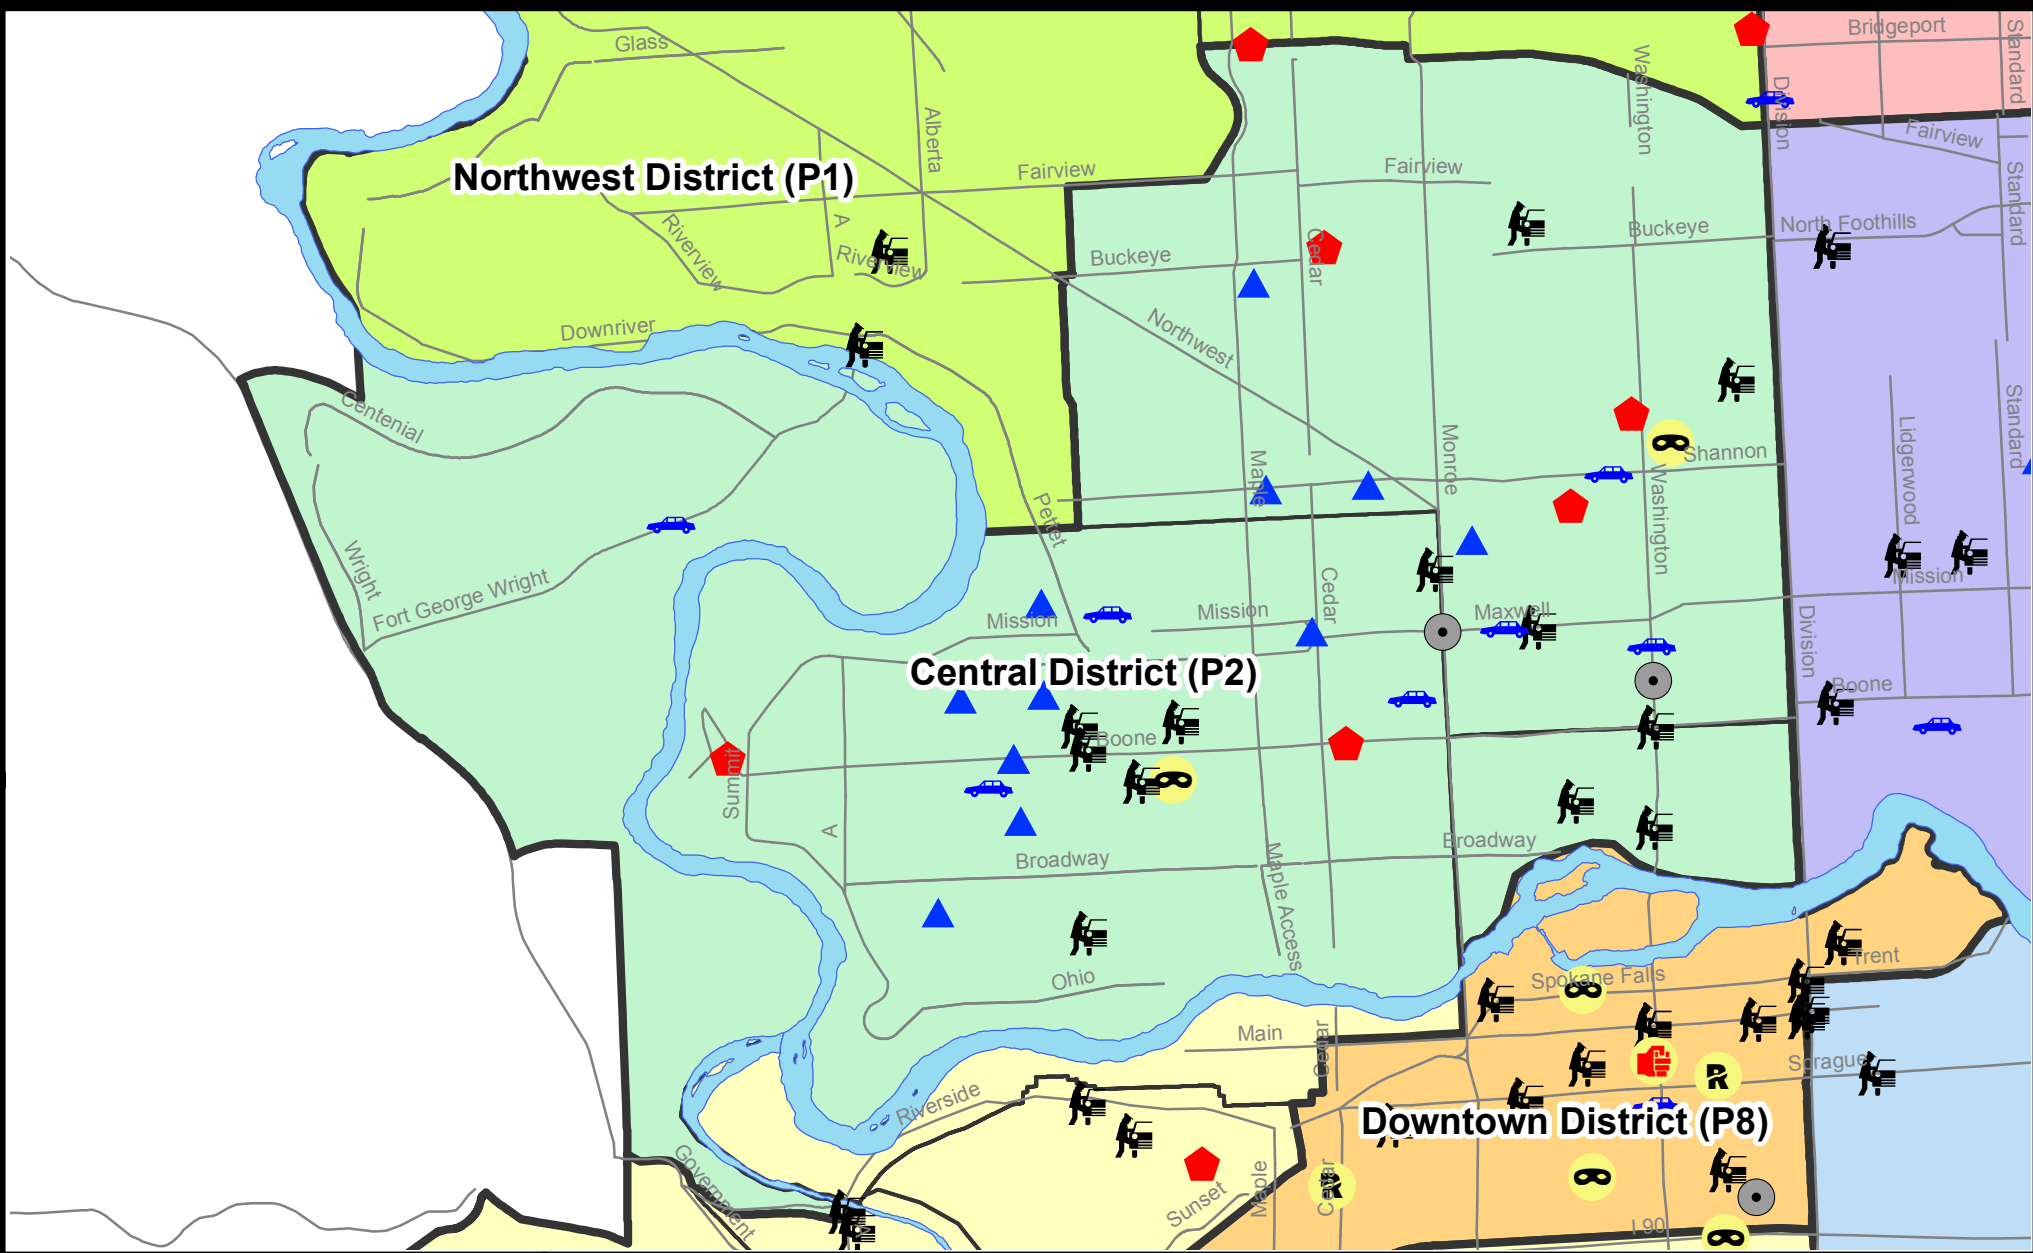 Bridgeport
Standard
Glass
Washington
Division
Alberta
Fairview
Northwest District (P1)
Fairview
Fairview
Standard
A
Riverview
Riverview
Cedar
Buckeye
Buckeye
North Foothills
Downriver
Northwest
Centenial
Monroe
Maple
Shannon
Washington
Lidgerwood
Standard
Pettet
Wright
Fort George Wright
Mission
Mission
Cedar
Maxwell
Mission
Division
Central District (P2)
Boone
Summit
Boone
A
Broadway
Broadway
Maple Access
Ohio
Spokane Falls
Trent
Main
Cedar
Sprague
R
Riverside
Downtown District (P8)
Government
Sunset
Maple
Cedar
R
I90